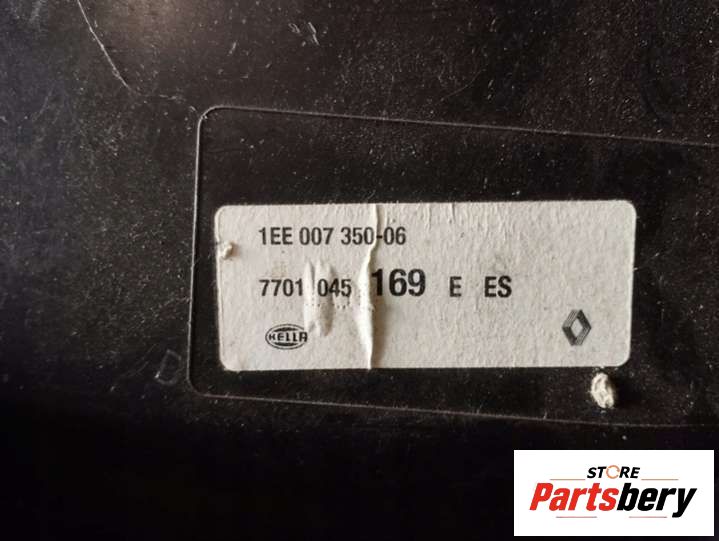 1EE 007 350-06
7701 045 169 E ES
HELLA
STORE
Partsbery